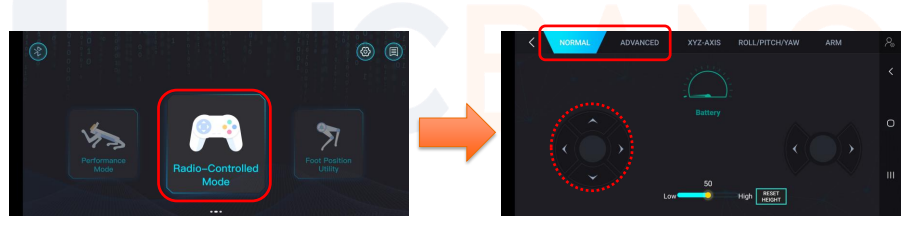 Performance
Mode
Radio-Controlled
Mode
Foot Position
Utility
NORMAL
ADVANCED
XYZ-AXIS
ROLL/PITCH/YAW
ARM
Battery
50
Low
High
RESET
HEIGHT